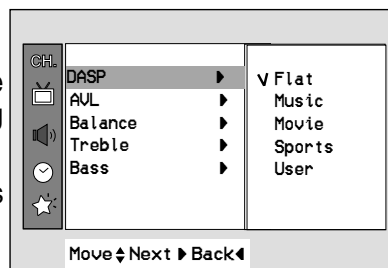 CH.
DASP
AVL
Balance
Treble
Bass
V Flat
Music
Movie
Sports
User
Move Next Back